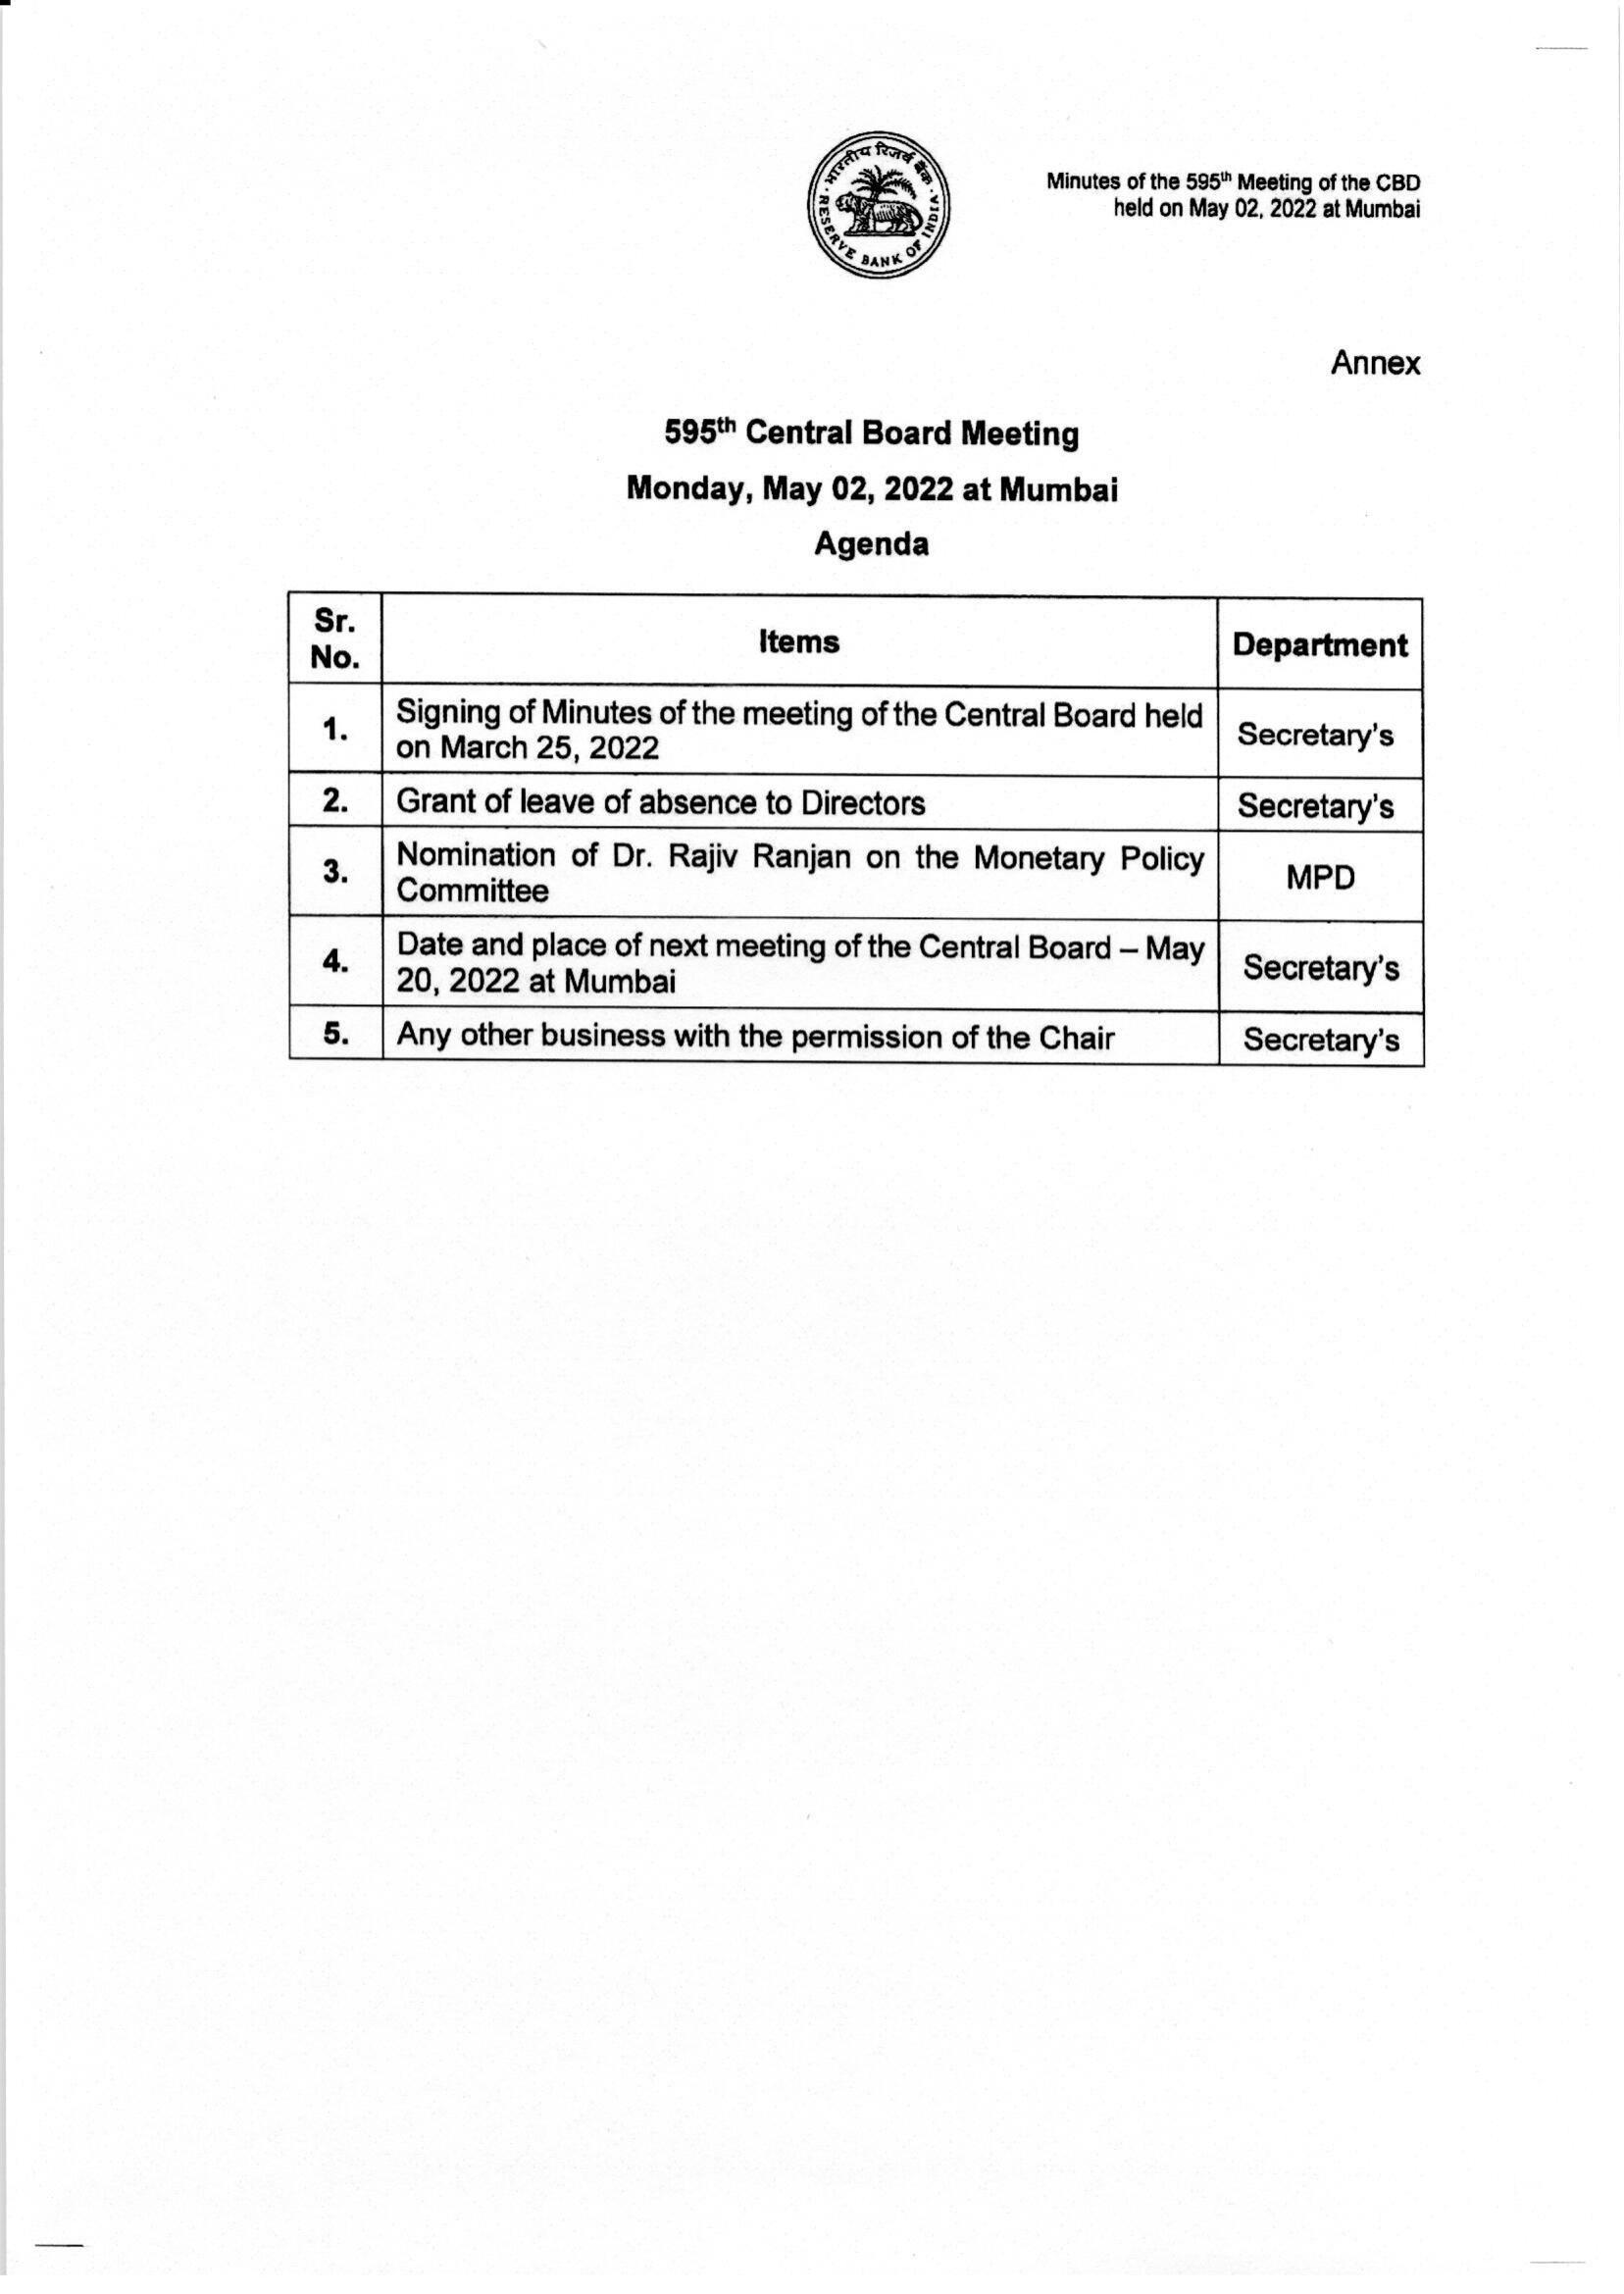 भारतीय रिज़र्व बैंक
RESERVE BANK OF INDIA
Minutes of the 595th Meeting of the CBD
held on May 02, 2022 at Mumbai
Annex
595th Central Board Meeting
Monday, May 02, 2022 at Mumbai
Agenda
Sr.
No.
Items
Department
1.
Signing of Minutes of the meeting of the Central Board held
on March 25, 2022
Secretary's
2.
Grant of leave of absence to Directors
Secretary's
3.
Nomination of Dr. Rajiv Ranjan on the Monetary Policy
Committee
MPD
4.
Date and place of next meeting of the Central Board – May
20, 2022 at Mumbai
Secretary's
5.
Any other business with the permission of the Chair
Secretary's